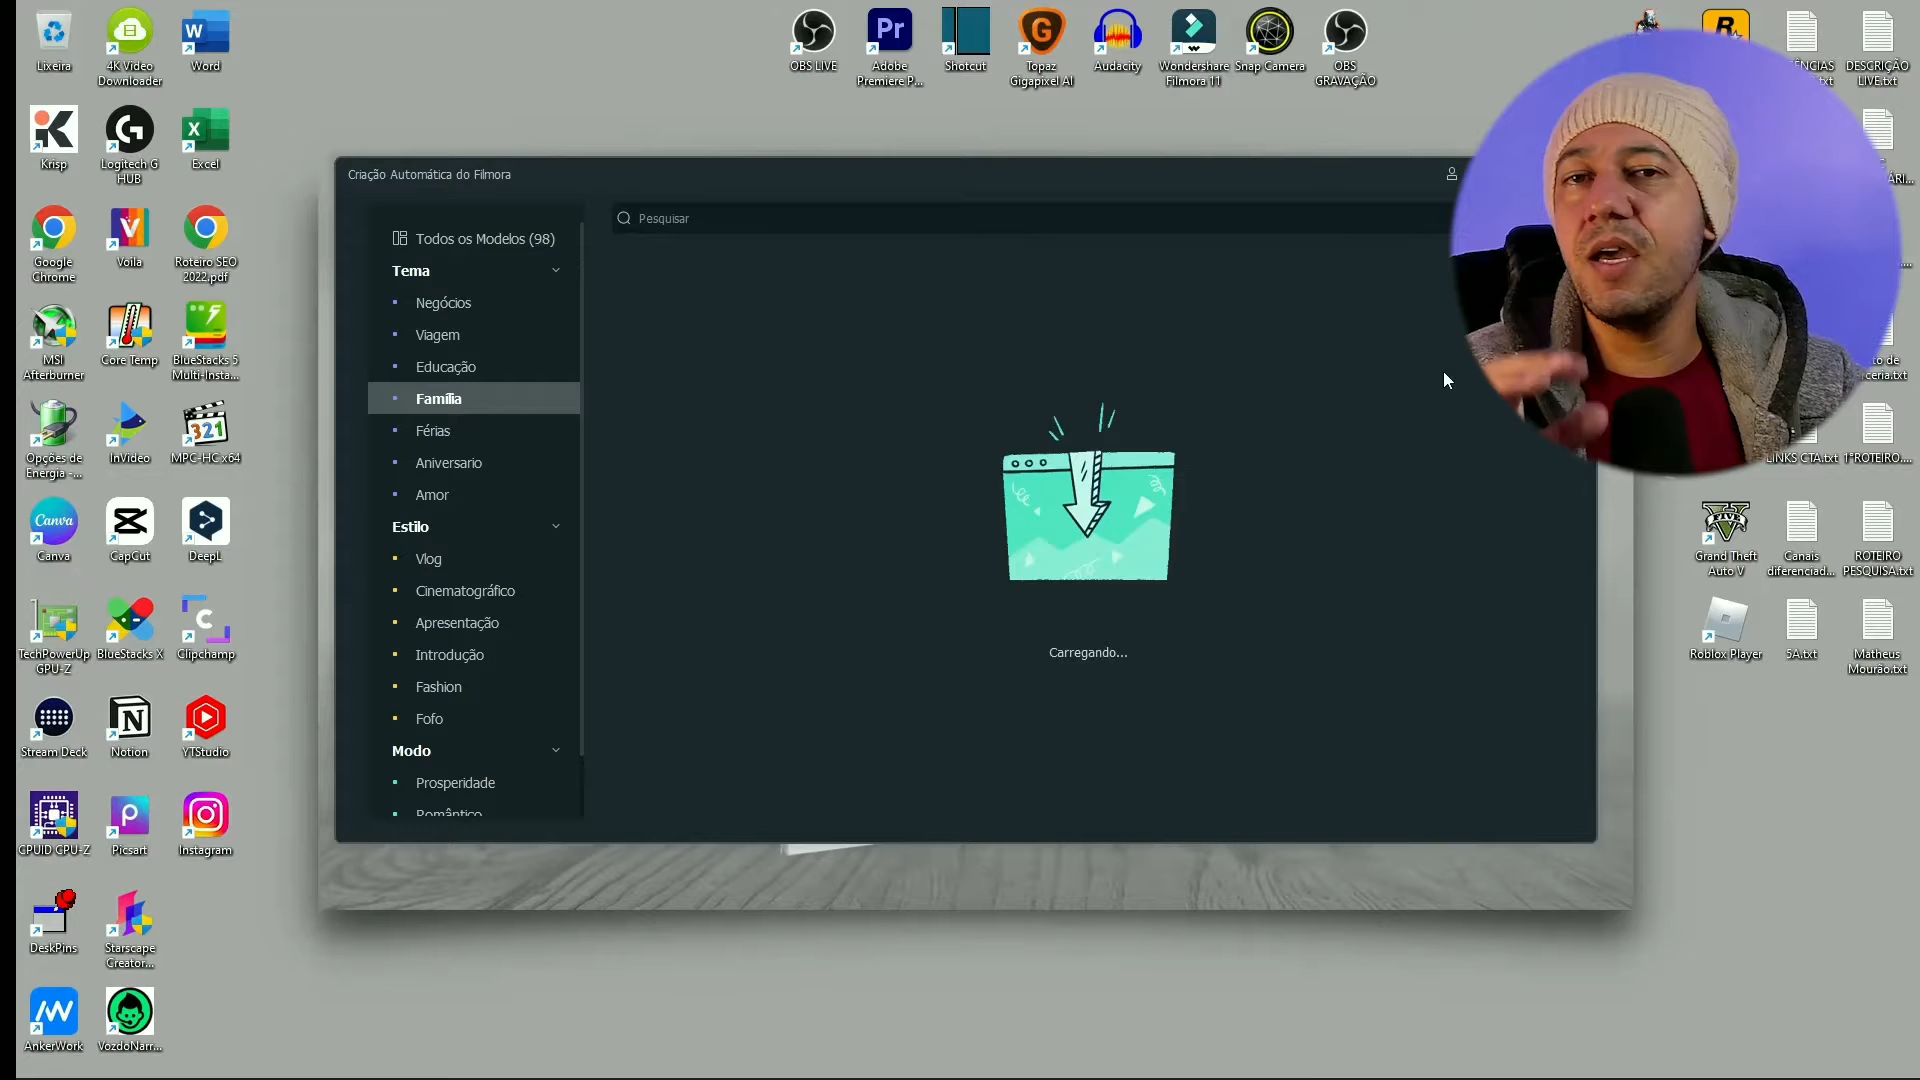 Lixeira
4K Video
Downloader
Word
Krisp
Logitech G
HUB
Excel
Google
Chrome
Voila
Roteiro SEO
2022.pdf
MSI
Afterburner
Core Temp
BlueStacks 5
Multi-Insta...
Opções de
Energia -...
InVideo
MPC-HC x64
Canva
CapCut
DeepL
TechPowerUp
GPU-Z
BlueStacks X
Clipchamp
Stream Deck
Notion
YTStudio
CPUID CPU-Z
Picsart
Instagram
DeskPins
Starscape
Creator...
AnkerWork
VozdoNarr...
OBS LIVE
Adobe
Premiere P...
Shotcut
Topaz
Gigapixel AI
Audacity
Wondershare
Filmora 11
Snap Camera
OBS
GRAVAÇÃO
Criação Automática do Filmora
Pesquisar
Todos os Modelos (98)
Tema
Negócios
Viagem
Educação
Família
Férias
Aniversario
Amor
Estilo
Vlog
Cinematográfico
Apresentação
Introdução
Fashion
Fofo
Modo
Prosperidade
Romântico
Carregando...
DESCRIÇÃO
LIVE.txt
LINKS CTA.txt
1°ROTEIRO....
Grand Theft
Auto V
Canais
diferenciad...
ROTEIRO
PESQUISA.txt
Roblox Player
5A.txt
Matheus
Mourão.txt